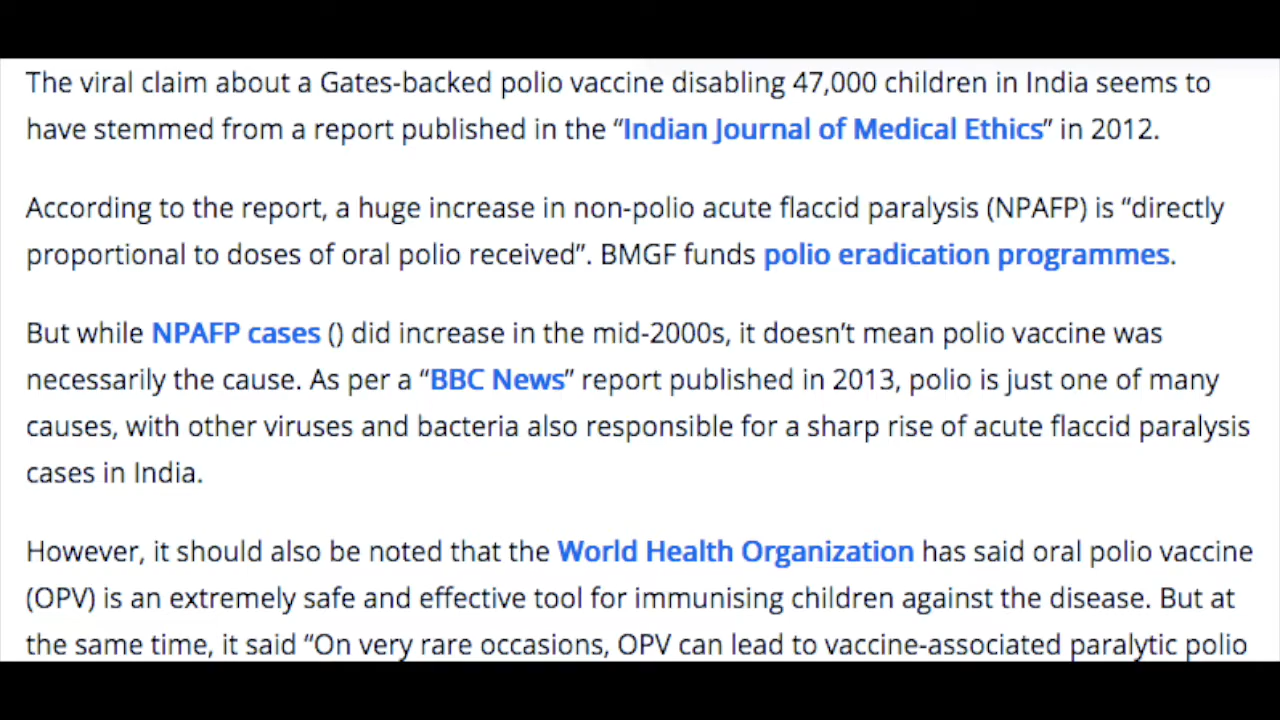 The viral claim about a Gates-backed polio vaccine disabling 47,000 children in India seems to
have stemmed from a report published in the “Indian Journal of Medical Ethics” in 2012.
According to the report, a huge increase in non-polio acute flaccid paralysis (NPAFP) is “directly
proportional to doses of oral polio received”. BMGF funds polio eradication programmes.
But while NPAFP cases () did increase in the mid-2000s, it doesn’t mean polio vaccine was
necessarily the cause. As per a “BBC News” report published in 2013, polio is just one of many
causes, with other viruses and bacteria also responsible for a sharp rise of acute flaccid paralysis
cases in India.
However, it should also be noted that the World Health Organization has said oral polio vaccine
(OPV) is an extremely safe and effective tool for immunising children against the disease. But at
the same time, it said “On very rare occasions, OPV can lead to vaccine-associated paralytic polio